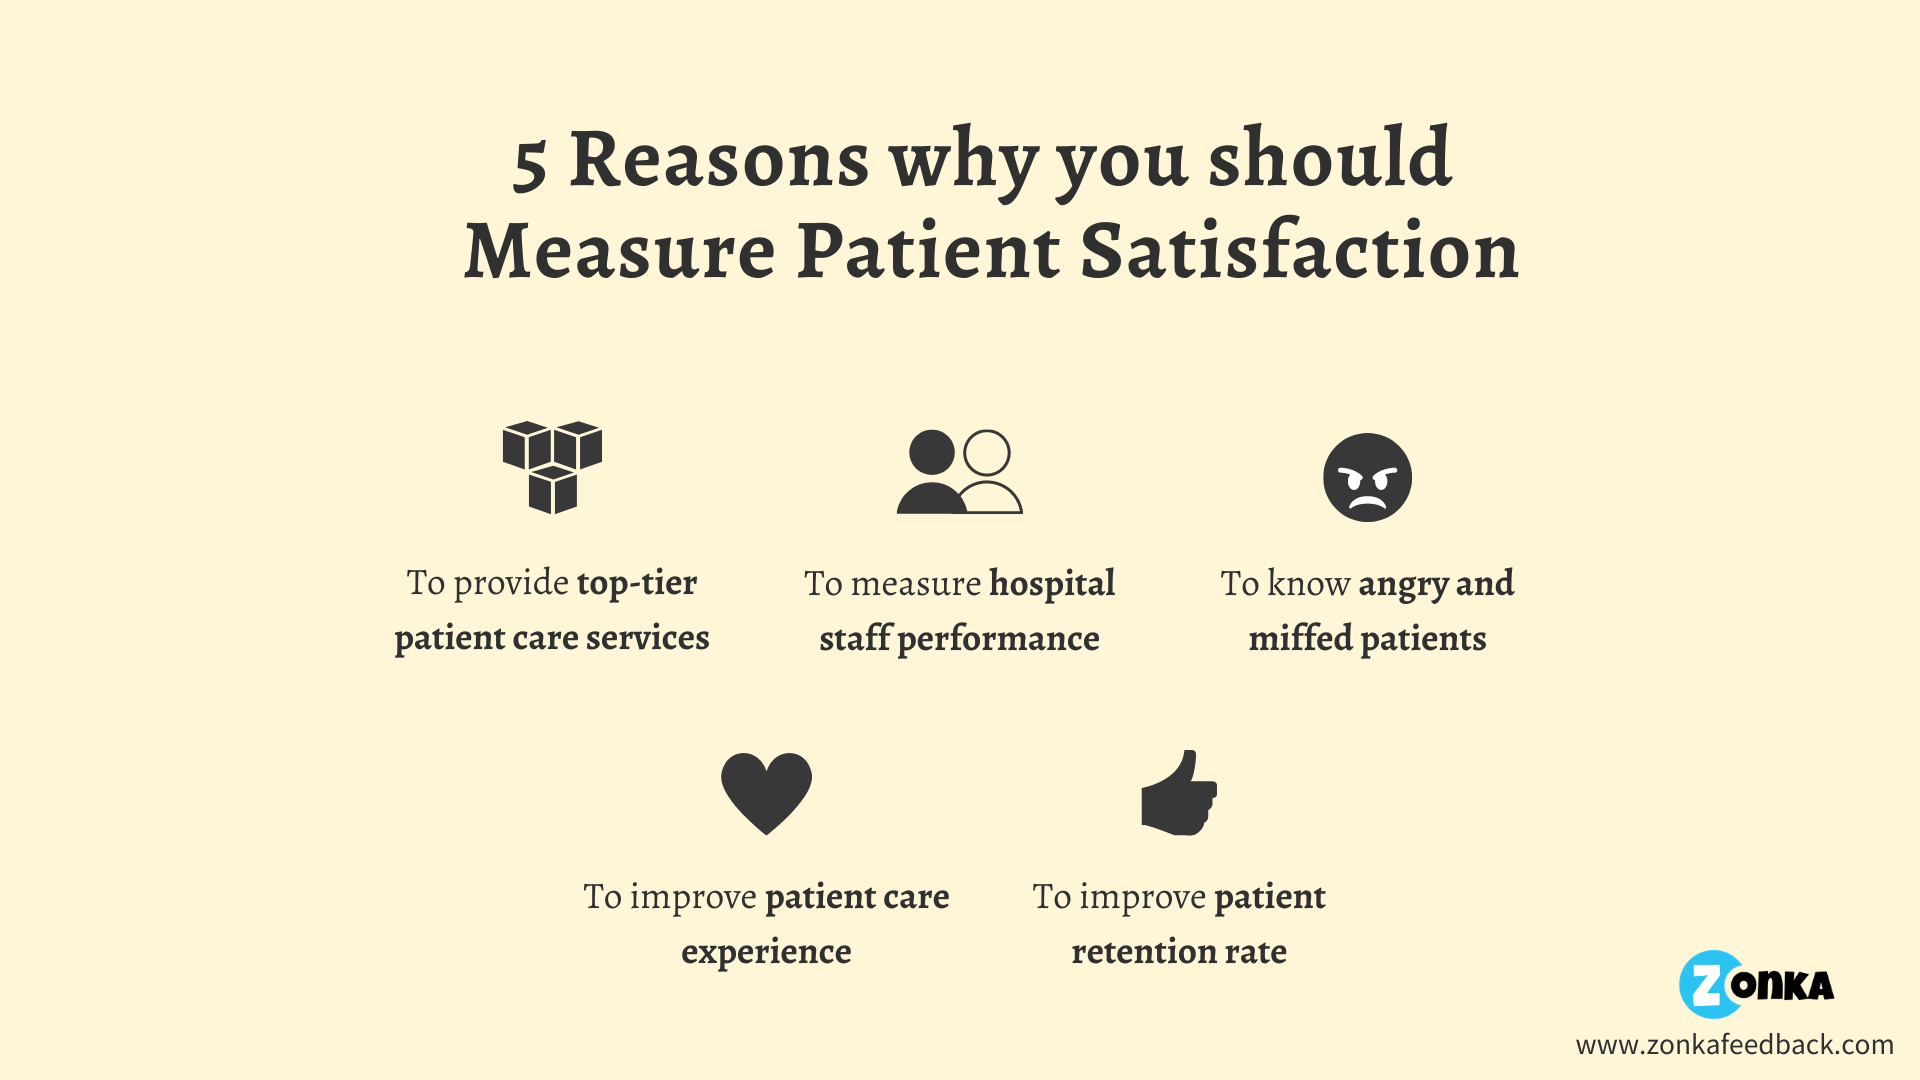 5 Reasons why you should
Measure Patient Satisfaction
To provide top-tier
patient care services
To measure hospital
staff performance
To know angry and
miffed patients
To improve patient care
experience
To improve patient
retention rate
ZONKA
www.zonkafeedback.com